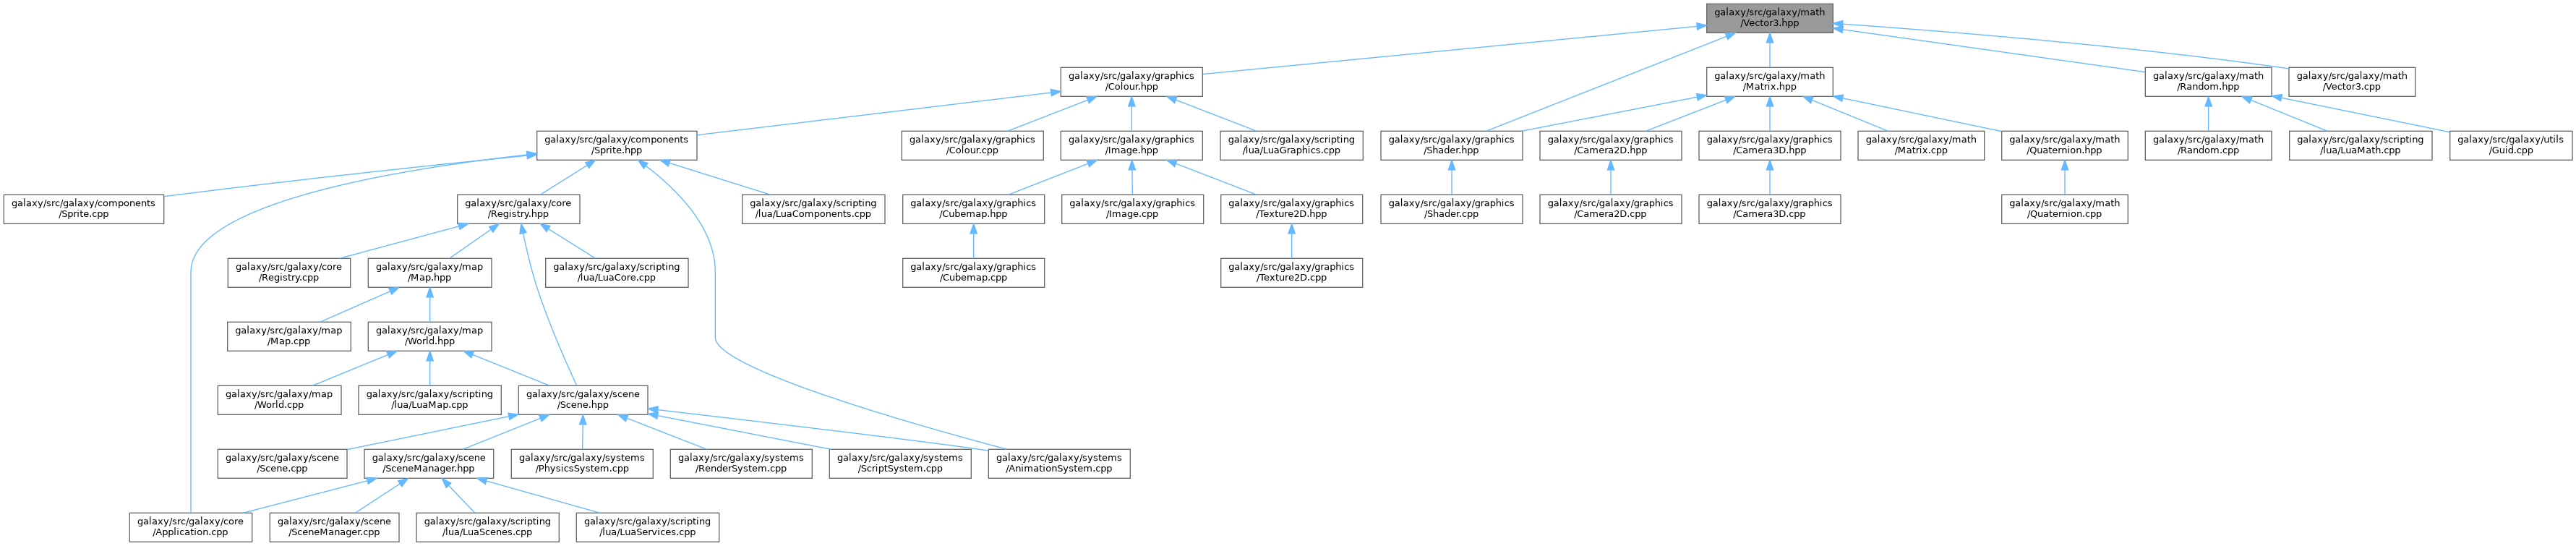 galaxy/src/galaxy/math
/Vector3.hpp
galaxy/src/galaxy/graphics
/Colour.hpp
galaxy/src/galaxy/math
/Matrix.hpp
galaxy/src/galaxy/math
/Random.hpp
galaxy/src/galaxy/math
/Vector3.cpp
galaxy/src/galaxy/components
/Sprite.hpp
galaxy/src/galaxy/graphics
/Colour.cpp
galaxy/src/galaxy/graphics
/Image.hpp
galaxy/src/galaxy/scripting
/lua/LuaGraphics.cpp
galaxy/src/galaxy/graphics
/Shader.hpp
galaxy/src/galaxy/graphics
/Camera2D.hpp
galaxy/src/galaxy/graphics
/Camera3D.hpp
galaxy/src/galaxy/math
/Matrix.cpp
galaxy/src/galaxy/math
/Quaternion.hpp
galaxy/src/galaxy/math
/Random.cpp
galaxy/src/galaxy/scripting
/lua/LuaMath.cpp
galaxy/src/galaxy/utils
/Guid.cpp
galaxy/src/galaxy/components
/Sprite.cpp
galaxy/src/galaxy/core
/Registry.hpp
galaxy/src/galaxy/scripting
/lua/LuaComponents.cpp
galaxy/src/galaxy/graphics
/Cubemap.hpp
galaxy/src/galaxy/graphics
/Image.cpp
galaxy/src/galaxy/graphics
/Texture2D.hpp
galaxy/src/galaxy/graphics
/Shader.cpp
galaxy/src/galaxy/graphics
/Camera2D.cpp
galaxy/src/galaxy/graphics
/Camera3D.cpp
galaxy/src/galaxy/math
/Quaternion.cpp
galaxy/src/galaxy/core
/Registry.cpp
galaxy/src/galaxy/map
/Map.hpp
galaxy/src/galaxy/scripting
/lua/LuaCore.cpp
galaxy/src/galaxy/graphics
/Cubemap.cpp
galaxy/src/galaxy/graphics
/Texture2D.cpp
galaxy/src/galaxy/map
/Map.cpp
galaxy/src/galaxy/map
/World.hpp
galaxy/src/galaxy/map
/World.cpp
galaxy/src/galaxy/scripting
/lua/LuaMap.cpp
galaxy/src/galaxy/scene
/Scene.hpp
galaxy/src/galaxy/scene
/Scene.cpp
galaxy/src/galaxy/scene
/SceneManager.hpp
galaxy/src/galaxy/systems
/PhysicsSystem.cpp
galaxy/src/galaxy/systems
/RenderSystem.cpp
galaxy/src/galaxy/systems
/ScriptSystem.cpp
galaxy/src/galaxy/systems
/AnimationSystem.cpp
galaxy/src/galaxy/core
/Application.cpp
galaxy/src/galaxy/scene
/SceneManager.cpp
galaxy/src/galaxy/scripting
/lua/LuaScenes.cpp
galaxy/src/galaxy/scripting
/lua/LuaServices.cpp